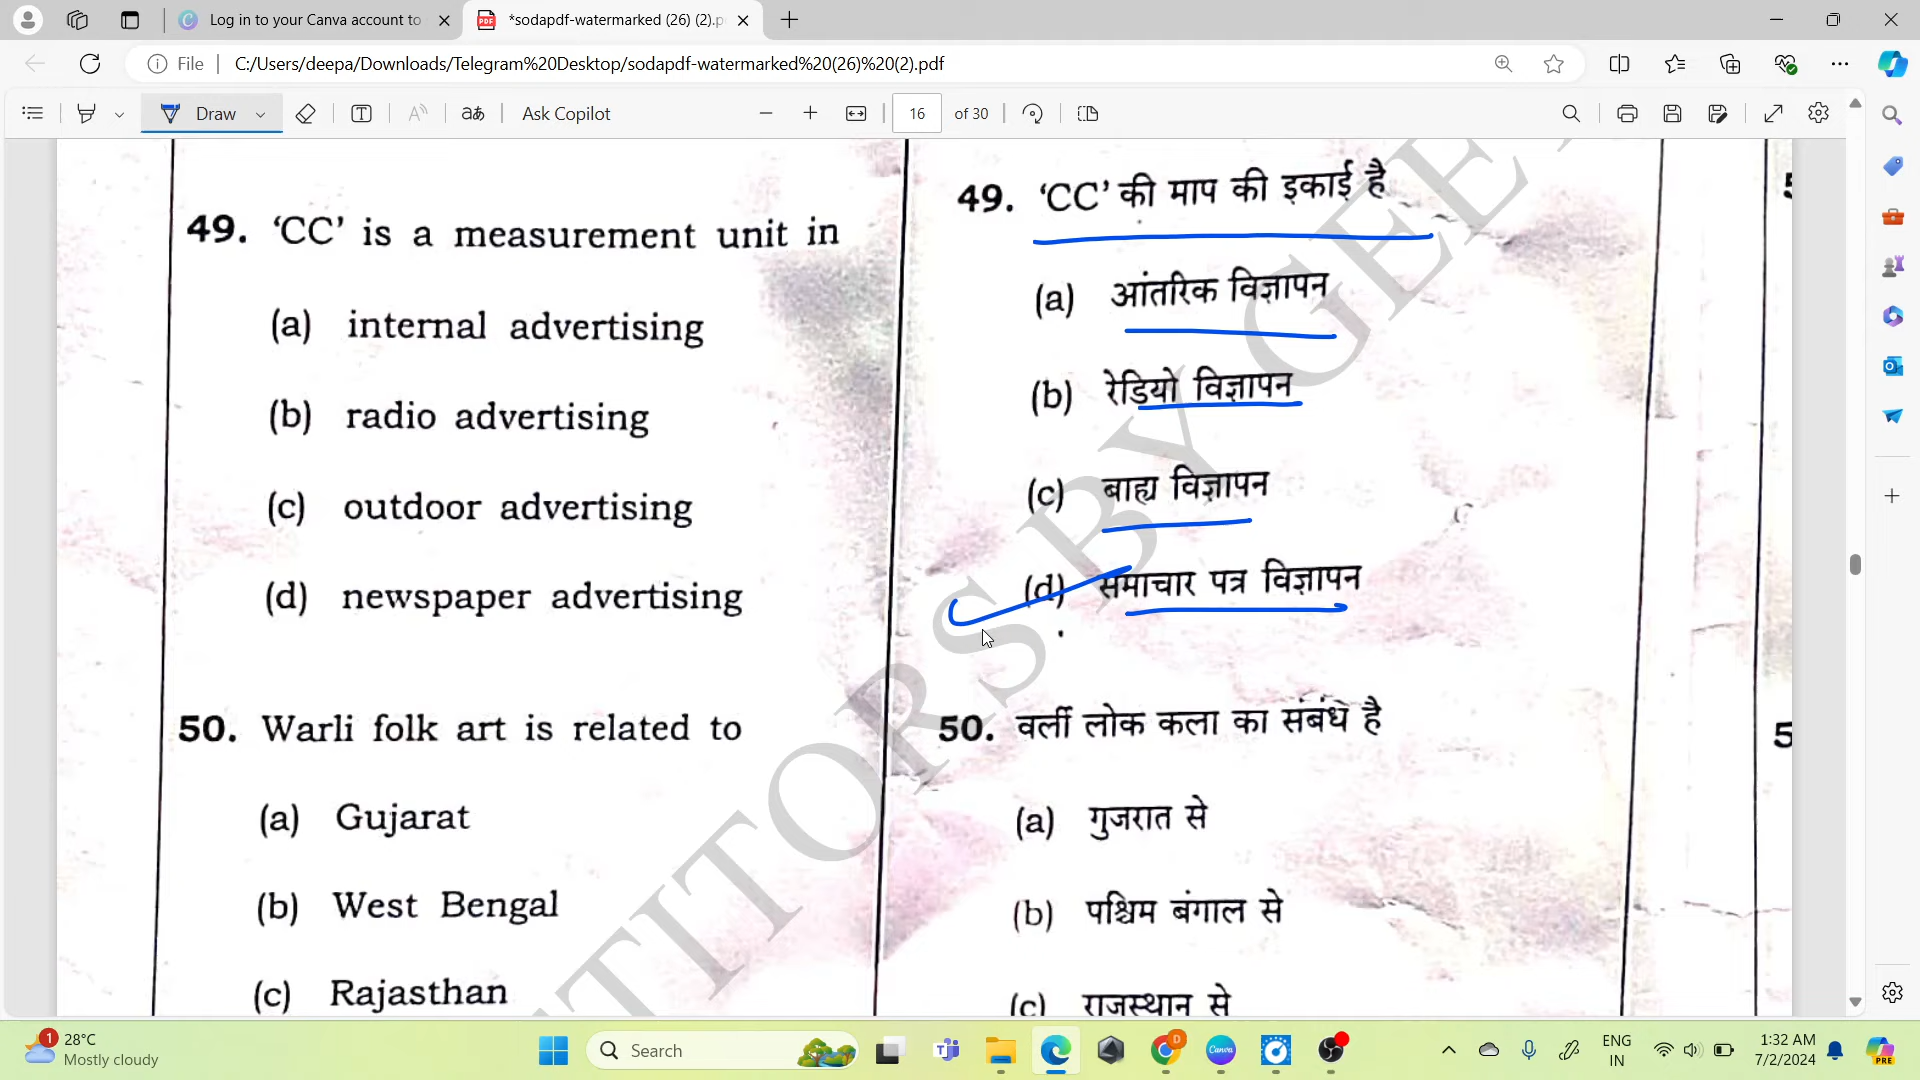 Log in to your Canva account to
*sodapdf-watermarked (26) (2).p
File
C:/Users/deepa/Downloads/Telegram%20Desktop/sodapdf-watermarked%20(26)%20(2).pdf
Draw
Ask Copilot
16 of 30
49. 'CC' is a measurement unit in
(a) internal advertising
(b) radio advertising
(c) outdoor advertising
(d) newspaper advertising
50. Warli folk art is related to
(a) Gujarat
(b) West Bengal
(c) Rajasthan
49. 'CC' की माप की इकाई है
(a) आंतरिक विज्ञापन
(b) रेडियो विज्ञापन
(c) बाह्य विज्ञापन
(d) समाचार पत्र विज्ञापन
50. वर्ली लोक कला का संबंध है
(a) गुजरात से
(b) पश्चिम बंगाल से
(c) राजस्थान से
TITORS BY GEE
28°C
Mostly cloudy
Search
ENG
IN
1:32 AM
7/2/2024